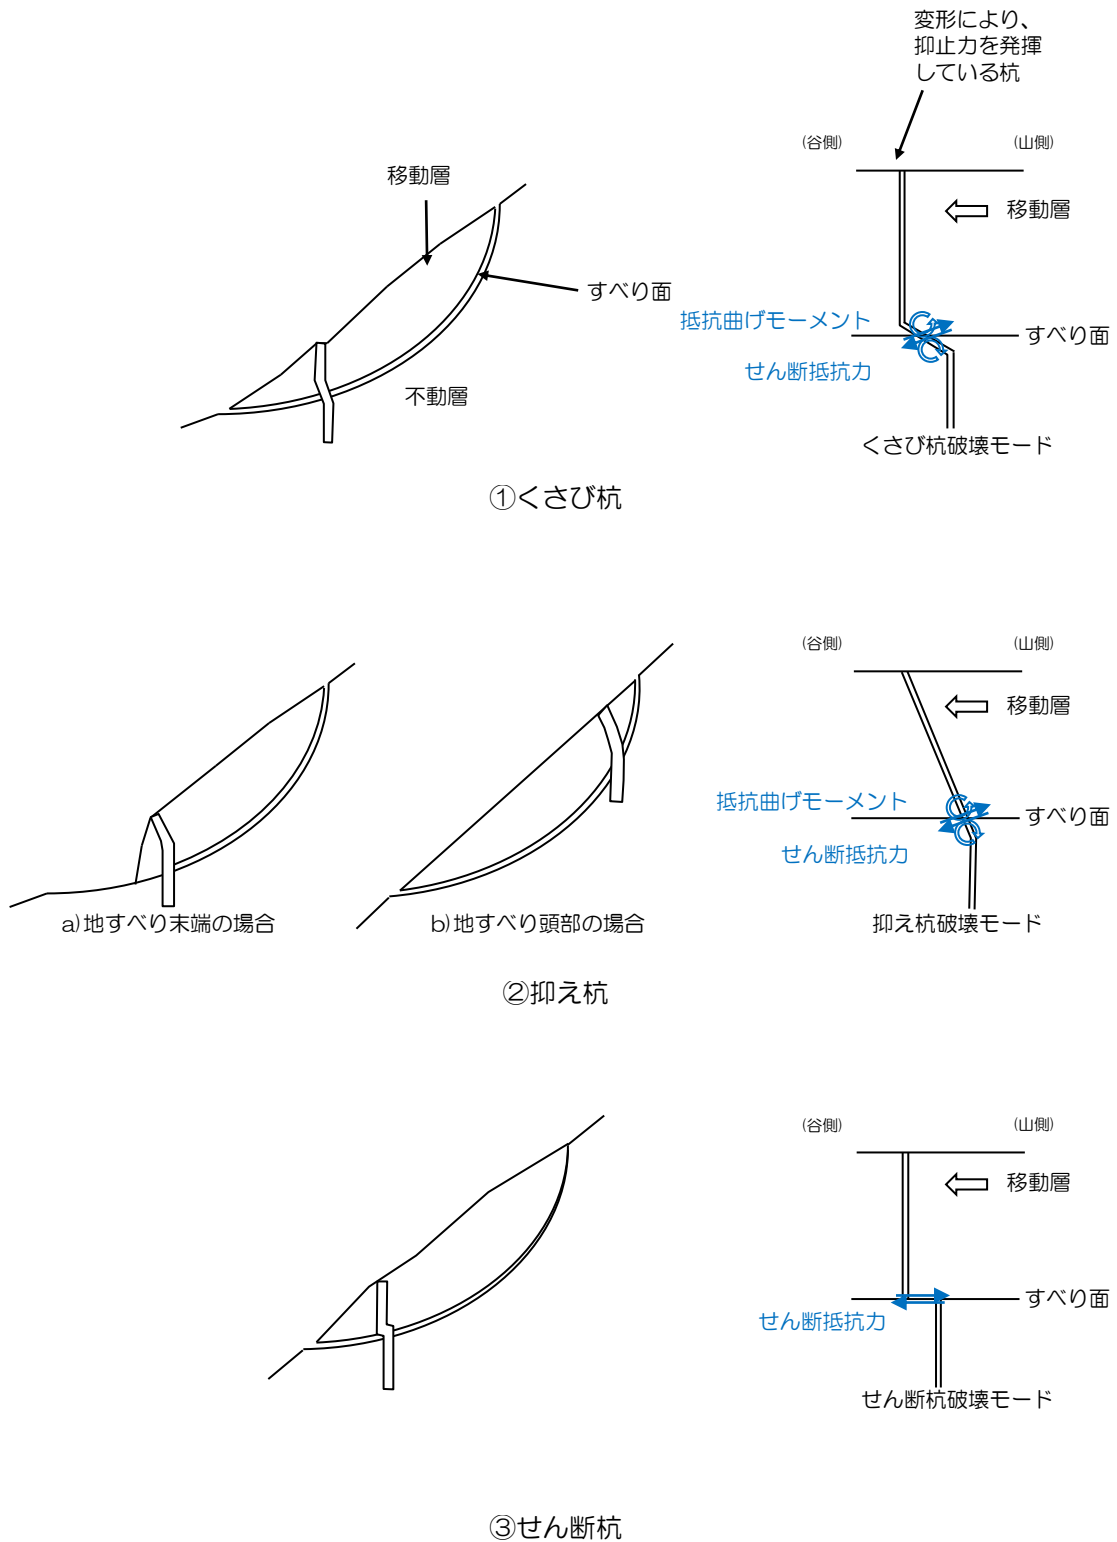 変形により、
抑止力を発揮
している杭
(谷側)
(山側)
移動層
移動層
すべり面
抵抗曲げモーメント
すべり面
せん断抵抗力
不動層
くさび杭破壊モード
①くさび杭
(谷側)
(山側)
移動層
抵抗曲げモーメント
すべり面
せん断抵抗力
a)地すべり末端の場合
b)地すべり頭部の場合
抑え杭破壊モード
②抑え杭
(谷側)
(山側)
移動層
すべり面
せん断抵抗力
せん断杭破壊モード
③せん断杭